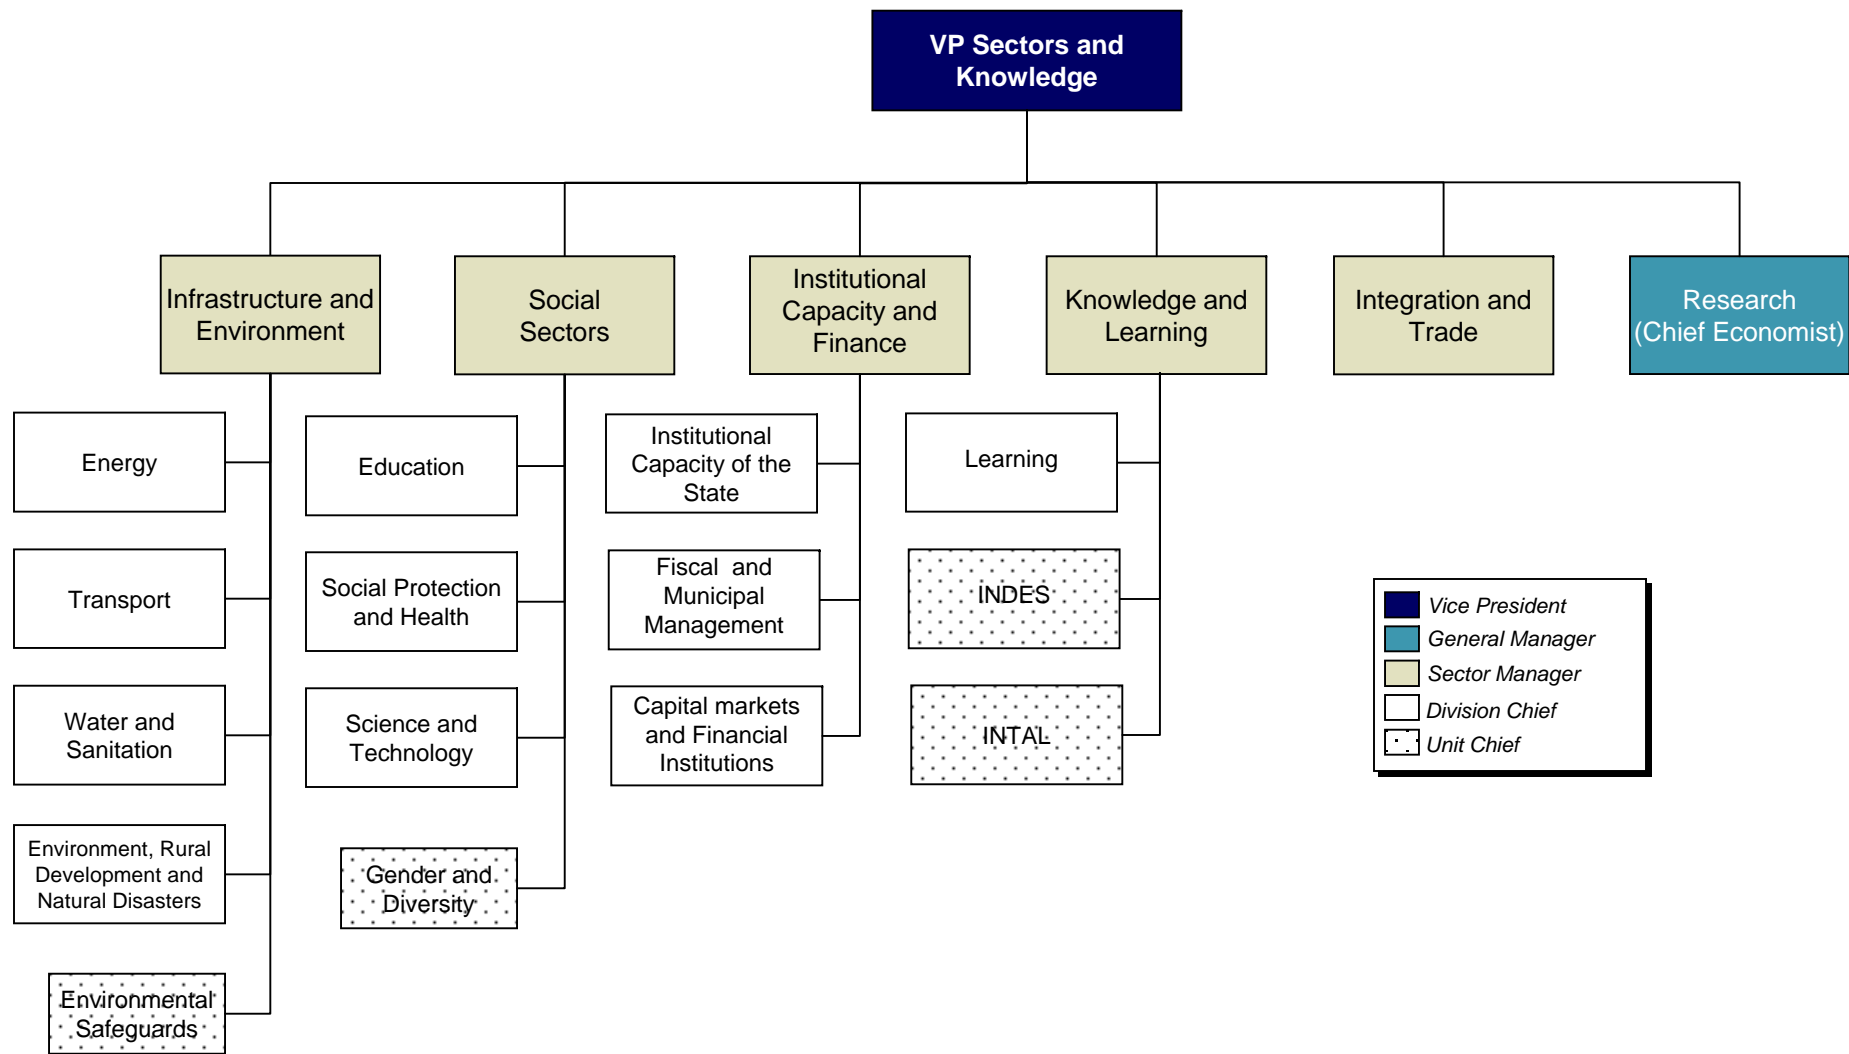 VP Sectors and
Knowledge
Infrastructure and
Environment
Social
Sectors
Institutional
Capacity and
Finance
Knowledge and
Learning
Integration and
Trade
Research
(Chief Economist)
Energy
Transport
Water and
Sanitation
Environment, Rural
Development and
Natural Disasters
Environmental
Safeguards
Education
Social Protection
and Health
Science and
Technology
Gender and
Diversity
Institutional
Capacity of the
State
Fiscal and
Municipal
Management
Capital markets
and Financial
Institutions
Learning
INDES
INTAL
Vice President
General Manager
Sector Manager
Division Chief
Unit Chief